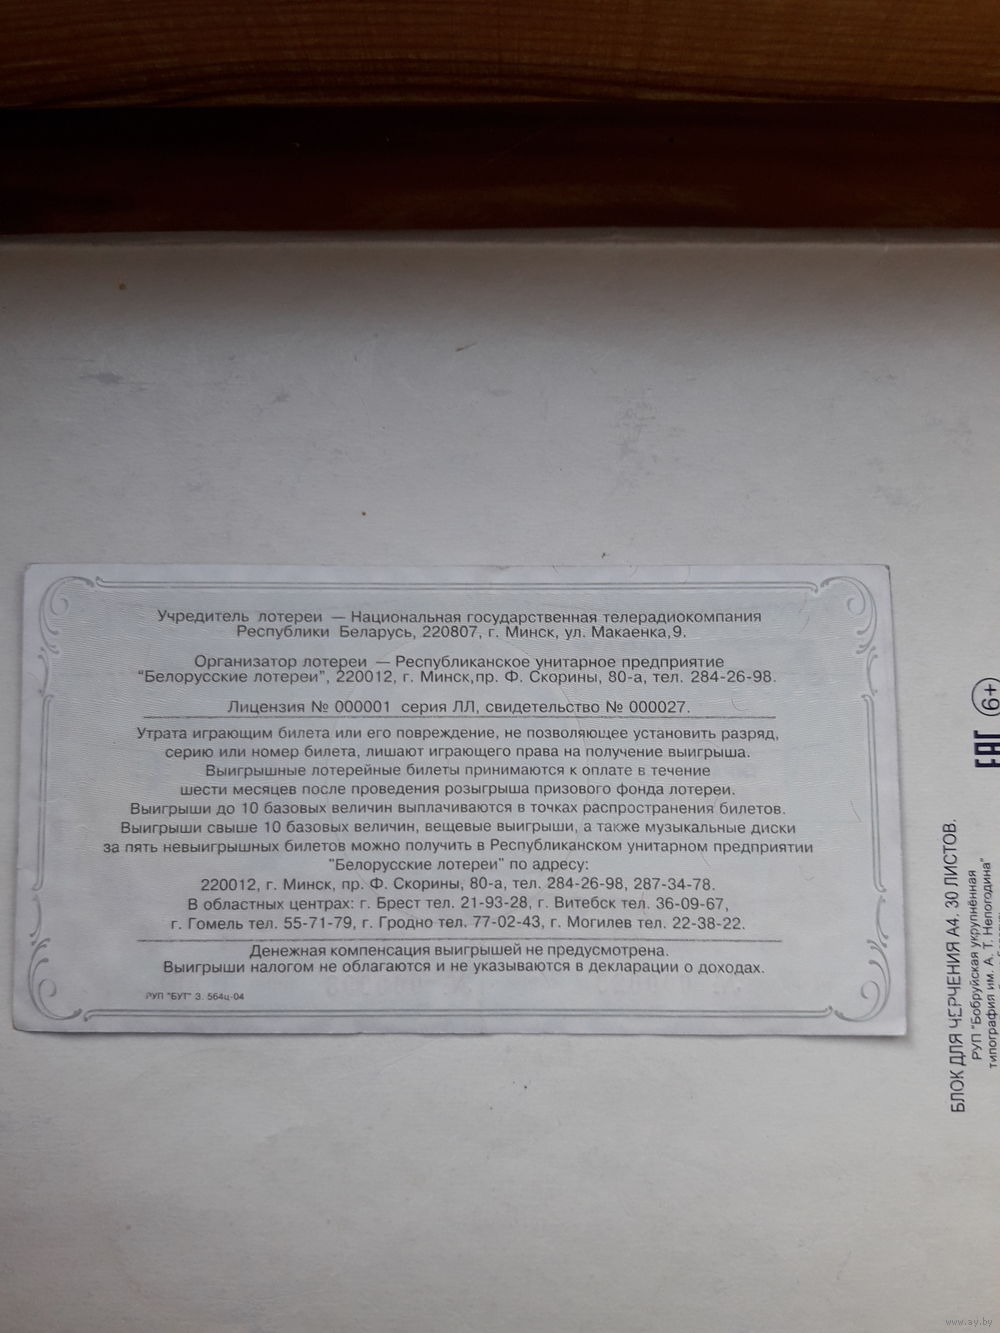 Учредитель лотереи — Национальная государственная телерадиокомпания
Республики Беларусь, 220807, г. Минск, ул. Макаенка,9.
Организатор лотереи — Республиканское унитарное предприятие
"Белорусские лотереи", 220012, г. Минск,пр. Ф. Скорины, 80-а, тел. 284-26-98.
Лицензия № 000001 серия ЛЛ, свидетельство № 000027.
Утрата играющим билета или его повреждение, не позволяющее установить разряд,
серию или номер билета, лишают играющего права на получение выигрыша.
Выигрышные лотерейные билеты принимаются к оплате в течение
шести месяцев после проведения розыгрыша призового фонда лотереи.
Выигрыши до 10 базовых величин выплачиваются в точках распространения билетов.
Выигрыши свыше 10 базовых величин, вещевые выигрыши, а также музыкальные диски
за пять невыигрышных билетов можно получить в Республиканском унитарном предприятии
"Белорусские лотереи" по адресу:
220012, г. Минск, пр. Ф. Скорины, 80-а, тел. 284-26-98, 287-34-78.
В областных центрах: г. Брест тел. 21-93-28, г. Витебск тел. 36-09-67,
г. Гомель тел. 55-71-79, г. Гродно тел. 77-02-43, г. Могилев тел. 22-38-22.
Денежная компенсация выигрышей не предусмотрена.
Выигрыши налогом не облагаются и не указываются в декларации о доходах.
РУП "БУТ" З. 564ц-04
6+
ЕАС
БЛОК ДЛЯ ЧЕРЧЕНИЯ А4. 30 ЛИСТОВ.
РУП "Бобруйская укрупнённая
типография им. А. Т. Непогодина"
www.ay.by